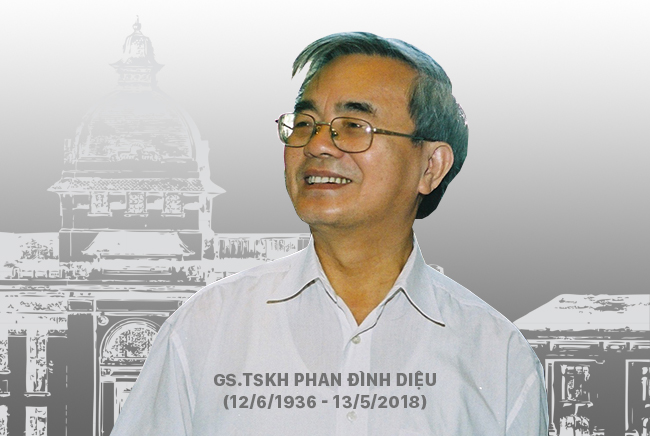 GS.TSKH PHAN ĐÌNH DIỆU
(12/6/1936 - 13/5/2018)